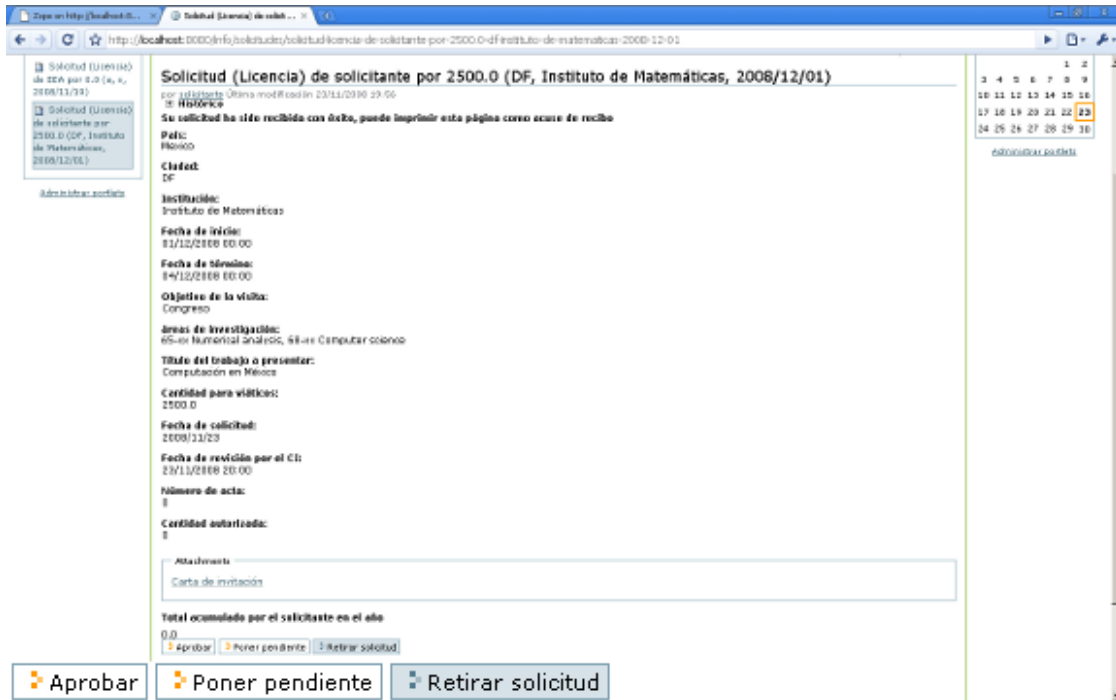 Zope on http://localhost:8...
Solicitud (Licencia) de solicit...
http://localhost:8080/info/solicitudes/solicitud-licencia-de-solicitante-por-2500.0-df-instituto-de-matematicas-2008-12-01
Solicitud (Licencia)
2008/11/19)
Solicitud (Licencia)
de solicitante por
2500.0 (DF, Instituto
de Matemáticas,
2008/12/01)
Administrar portlets
Solicitud (Licencia) de solicitante por 2500.0 (DF, Instituto de Matemáticas, 2008/12/01)
por solicitante Última modificación 23/11/2008 19:56
Histórico
Su solicitud ha sido recibida con éxito, puede imprimir esta página como acuse de recibo
País:
México
Ciudad:
DF
Institución:
Instituto de Matemáticas
Fecha de inicio:
01/12/2008 00:00
Fecha de término:
04/12/2008 00:00
Objetivo de la visita:
Congreso
áreas de investigación:
65-xx Numerical analysis, 68-xx Computer science
Título del trabajo a presentar:
Computación en México
Cantidad para viáticos:
2500.0
Fecha de solicitud:
2008/11/23
Fecha de revisión por el CI:
23/11/2008 20:00
Número de acta:
0
Cantidad autorizada:
0
Attachments
Carta de invitación
Total acumulado por el solicitante en el año
0.0
Aprobar Poner pendiente Retirar solicitud
1 2
3 4 5 6 7 8 9
10 11 12 13 14 15 16
17 18 19 20 21 22 23
24 25 26 27 28 29 30
Administrar portlets
Aprobar Poner pendiente Retirar solicitud